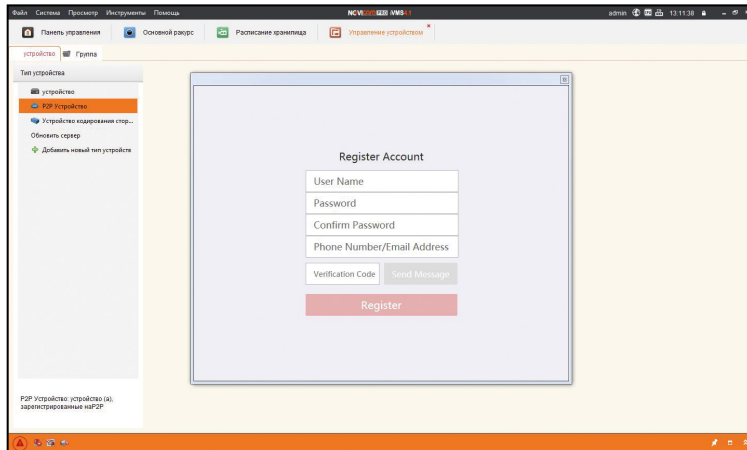 Файл Система Просмотр Инструменты Помощь
admin 13:11:38
Панель управления Основной ракурс Расписание хранилища Управление устройством
устройство Группа
Тип устройства
устройство
P2P Устройство
Устройство кодирования стор...
Обновить сервер
Добавить новый тип устройств
Register Account
User Name
Password
Confirm Password
Phone Number/Email Address
Verification Code Send Message
Register
P2P Устройство: устройство (а),
зарегистрированные наP2P